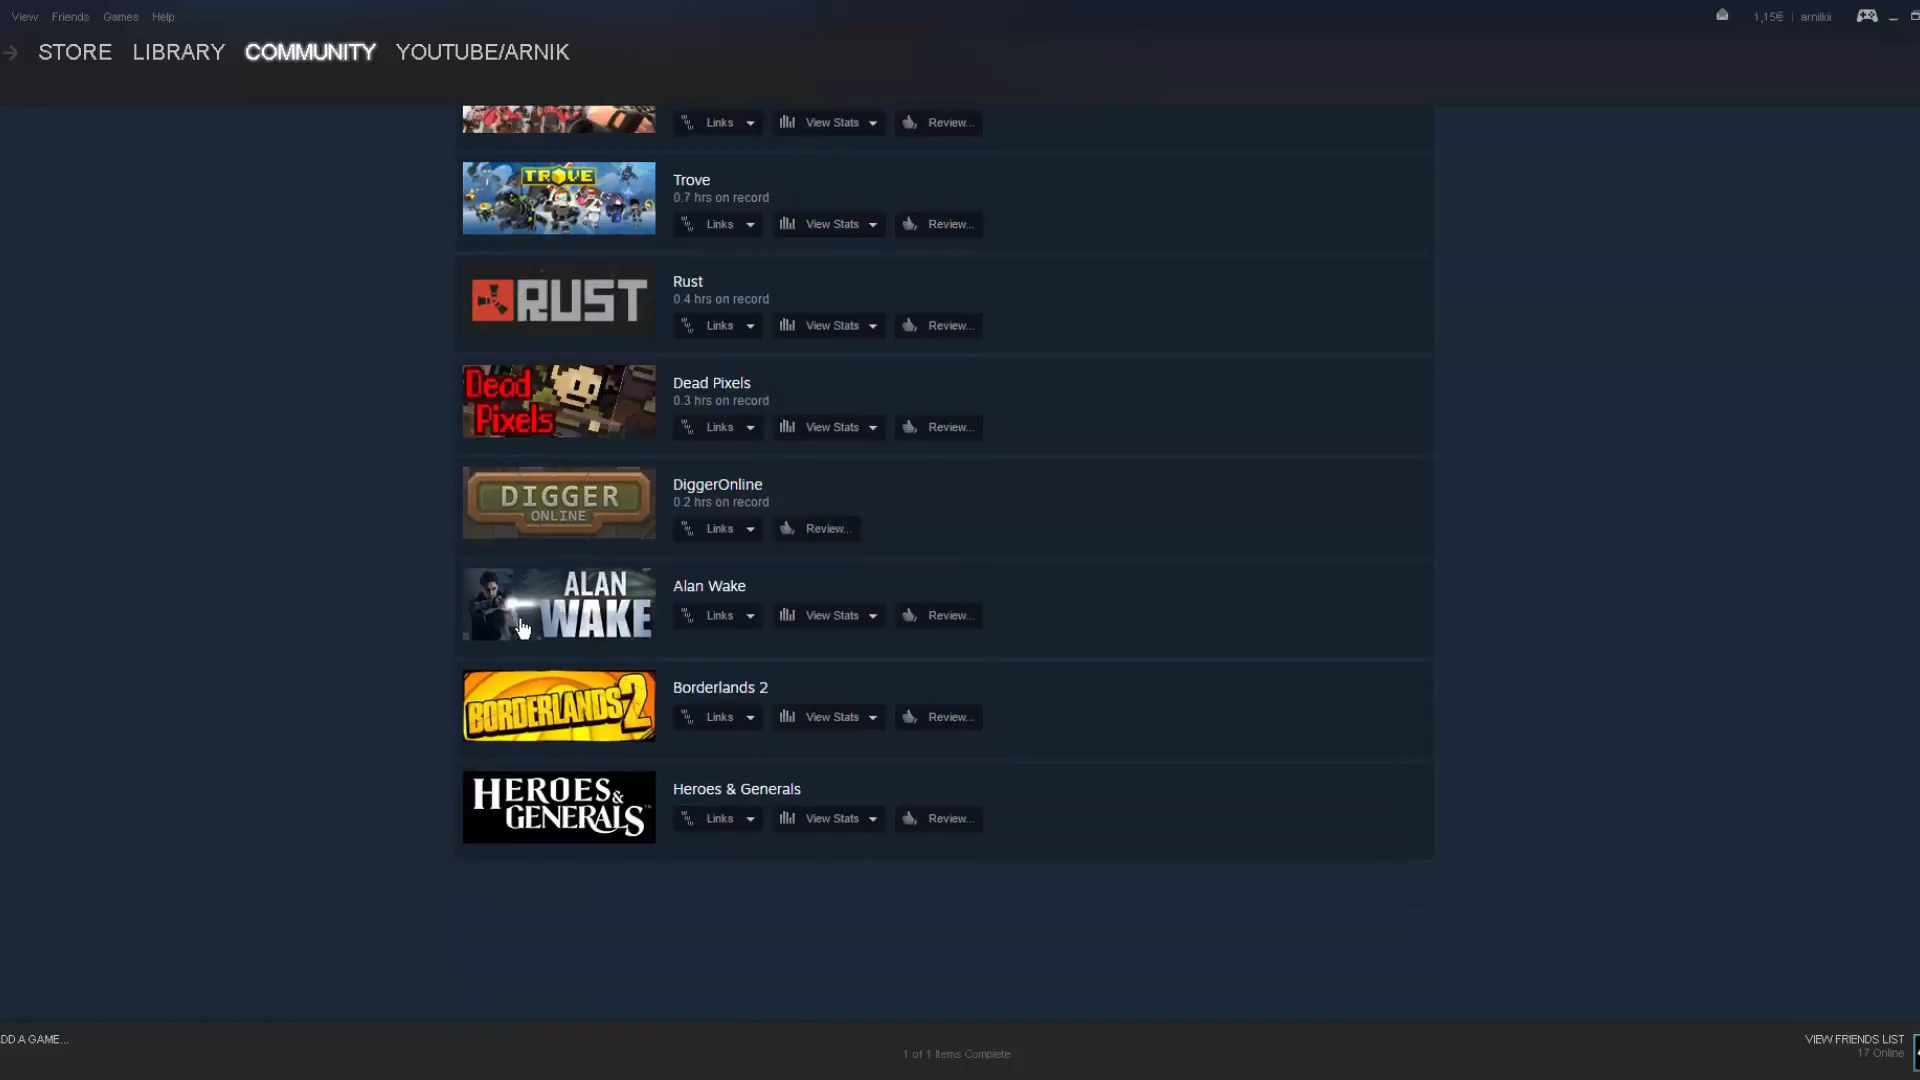 View Friends Games Help
1,15€ | arniikii
STORE LIBRARY COMMUNITY YOUTUBE/ARNIK
Links View Stats Review...
TROVE
Trove
0.7 hrs on record
Links View Stats Review...
RUST
Rust
0.4 hrs on record
Links View Stats Review...
Dead Pixels
Dead Pixels
0.3 hrs on record
Links View Stats Review...
DIGGER
ONLINE
DiggerOnline
0.2 hrs on record
Links Review...
ALAN
WAKE
Alan Wake
Links View Stats Review...
BORDERLANDS 2
Borderlands 2
Links View Stats Review...
HEROES &
GENERALS
Heroes & Generals
Links View Stats Review...
DD A GAME...
1 of 1 Items Complete
VIEW FRIENDS LIST
17 Online